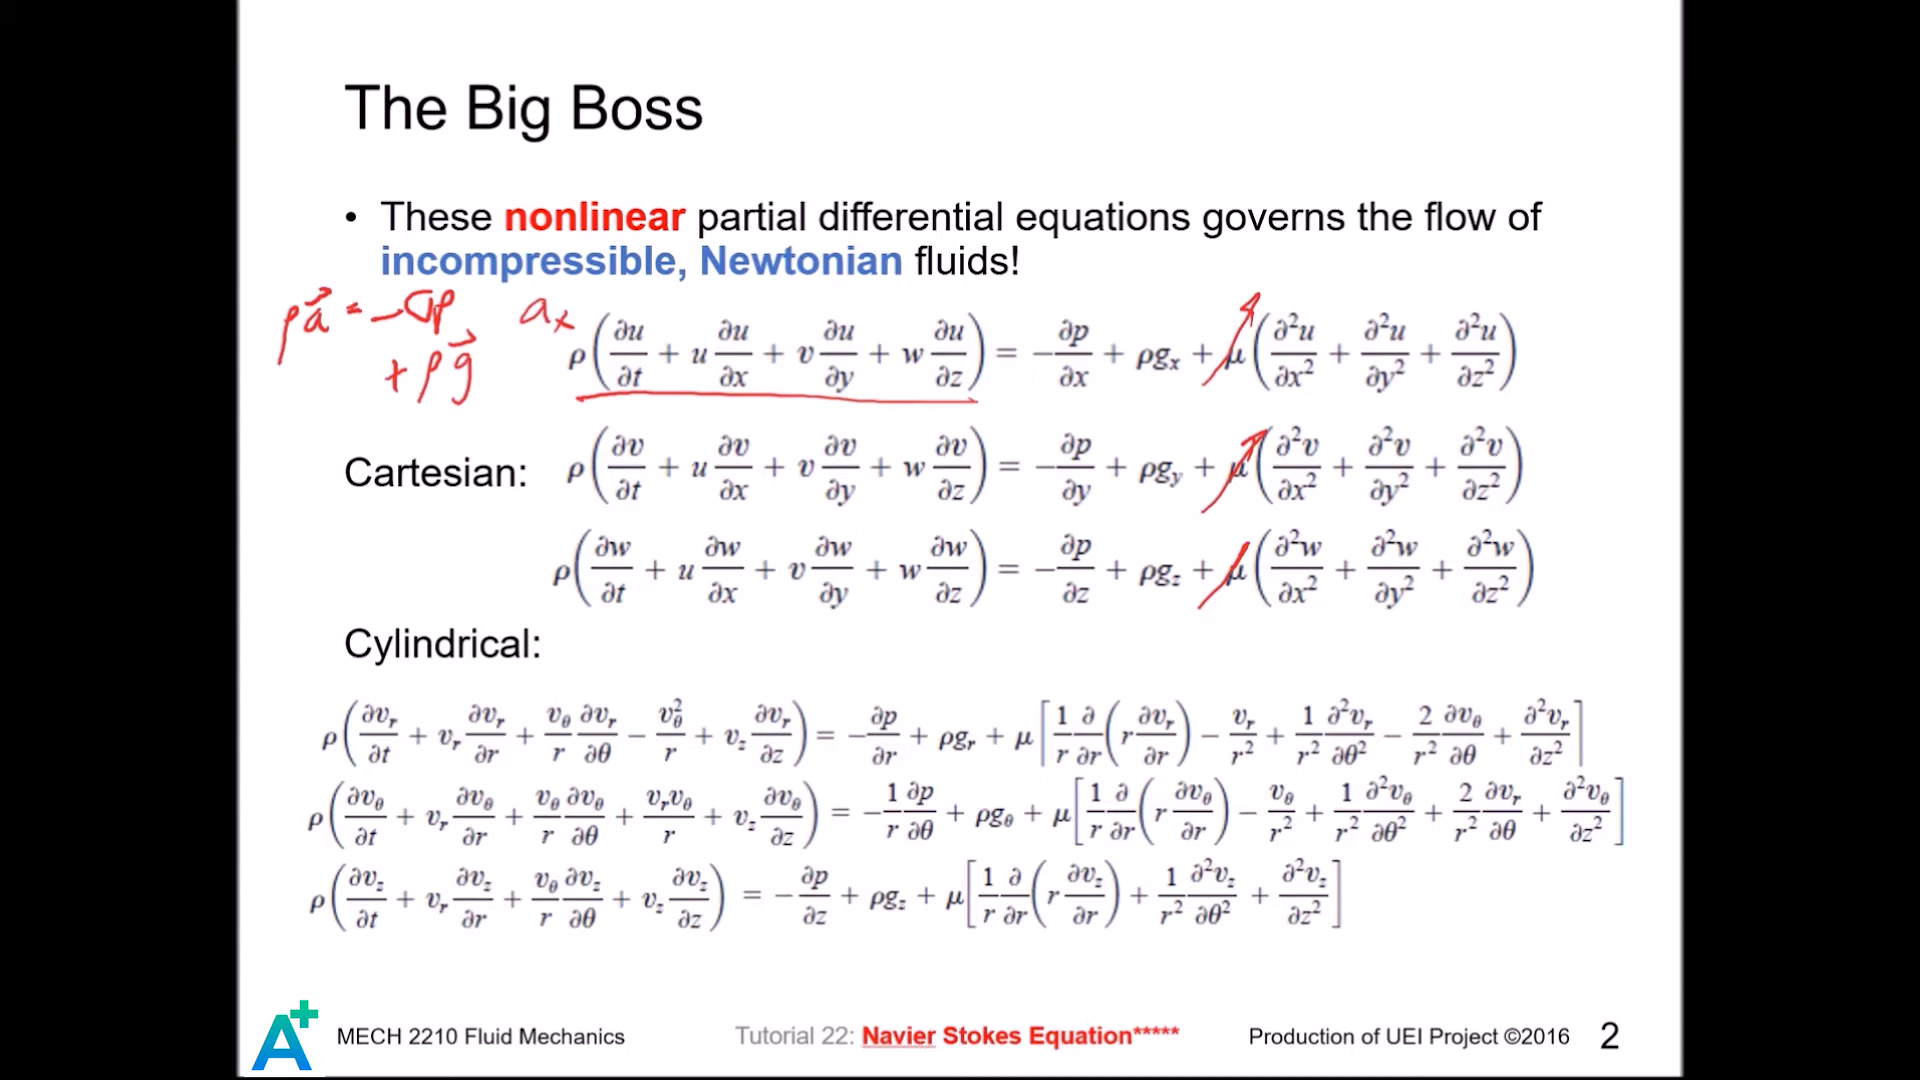 The Big Boss
• These nonlinear partial differential equations governs the flow of
incompressible, Newtonian fluids!
ρa⃗ = -∇p
+ ρg⃗
aₓ
ρ(∂u/∂t + u ∂u/∂x + v ∂u/∂y + w ∂u/∂z) = −∂p/∂x + ρgₓ + μ(∂²u/∂x² + ∂²u/∂y² + ∂²u/∂z²)
Cartesian: ρ(∂v/∂t + u ∂v/∂x + v ∂v/∂y + w ∂v/∂z) = −∂p/∂y + ρg_y + μ(∂²v/∂x² + ∂²v/∂y² + ∂²v/∂z²)
ρ(∂w/∂t + u ∂w/∂x + v ∂w/∂y + w ∂w/∂z) = −∂p/∂z + ρg_z + μ(∂²w/∂x² + ∂²w/∂y² + ∂²w/∂z²)
Cylindrical:
ρ(∂v_r/∂t + v_r ∂v_r/∂r + v_θ/r ∂v_r/∂θ − v_θ²/r + v_z ∂v_r/∂z) = −∂p/∂r + ρg_r + μ[1/r ∂/∂r(r ∂v_r/∂r) − v_r/r² + 1/r² ∂²v_r/∂θ² − 2/r² ∂v_θ/∂θ + ∂²v_r/∂z²]
ρ(∂v_θ/∂t + v_r ∂v_θ/∂r + v_θ/r ∂v_θ/∂θ + v_r v_θ/r + v_z ∂v_θ/∂z) = −1/r ∂p/∂θ + ρg_θ + μ[1/r ∂/∂r(r ∂v_θ/∂r) − v_θ/r² + 1/r² ∂²v_θ/∂θ² + 2/r² ∂v_r/∂θ + ∂²v_θ/∂z²]
ρ(∂v_z/∂t + v_r ∂v_z/∂r + v_θ/r ∂v_z/∂θ + v_z ∂v_z/∂z) = −∂p/∂z + ρg_z + μ[1/r ∂/∂r(r ∂v_z/∂r) + 1/r² ∂²v_z/∂θ² + ∂²v_z/∂z²]
A+ MECH 2210 Fluid Mechanics Tutorial 22: Navier Stokes Equation***** Production of UEI Project ©2016 2